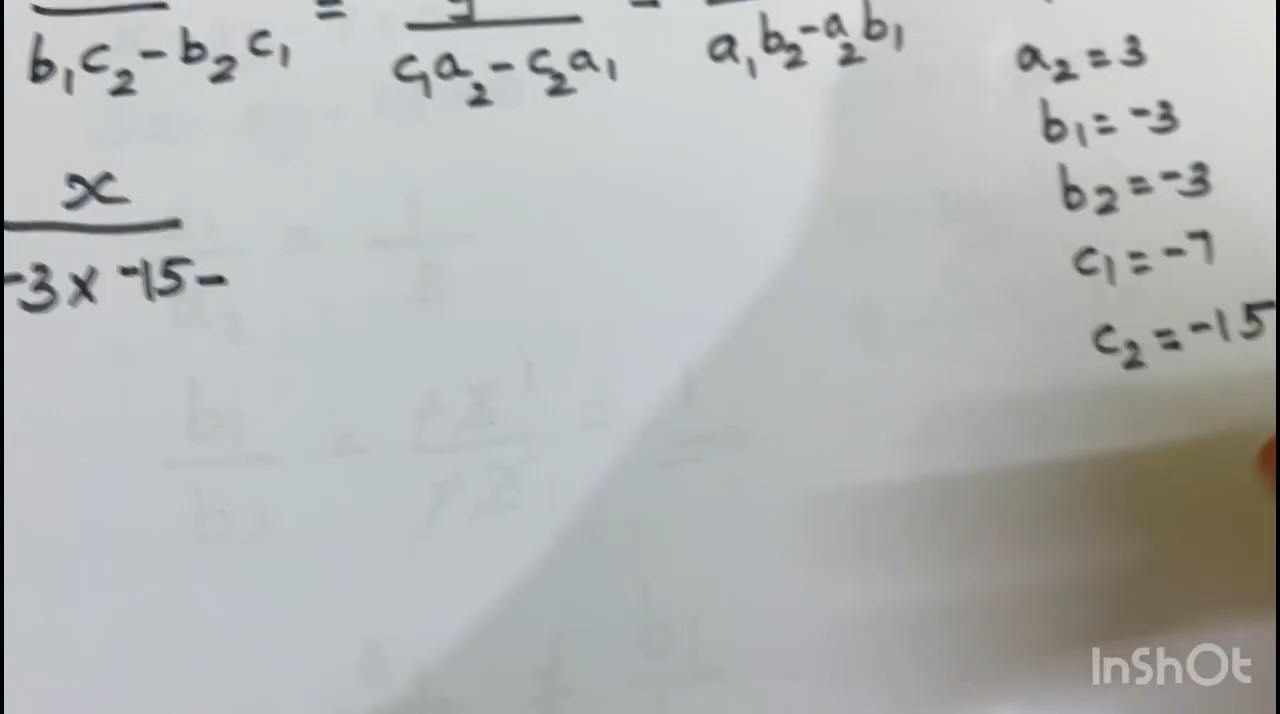 b₁c₂-b₂c₁ = c₁a₂-c₂a₁ a₁b₂-a₂b₁
a₂=3
b₁=-3
x
b₂=-3
-3×-15-
c₁=-7
c₂=-15
b₁
InShOt